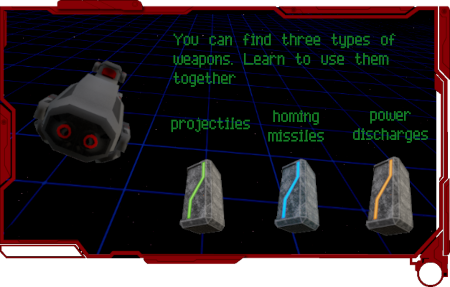 You can find three types of
weapons. Learn to use them
together
projectiles
homing
missiles
power
discharges